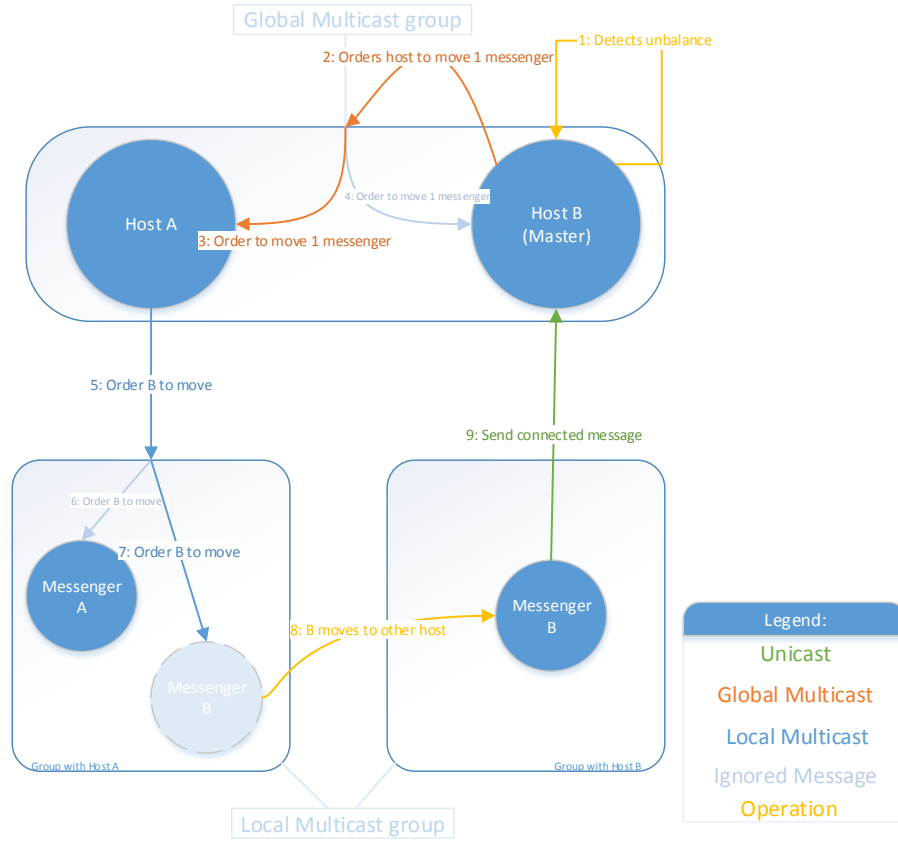 Global Multicast group
1: Detects unbalance
2: Orders host to move 1 messenger
Host A
4: Order to move 1 messenger
Host B
(Master)
3: Order to move 1 messenger
5: Order B to move
9: Send connected message
6: Order B to move
7: Order B to move
Messenger
A
Messenger
B
8: B moves to other host
Messenger
B
Group with Host A
Group with Host B
Local Multicast group
Legend:
Unicast
Global Multicast
Local Multicast
Ignored Message
Operation